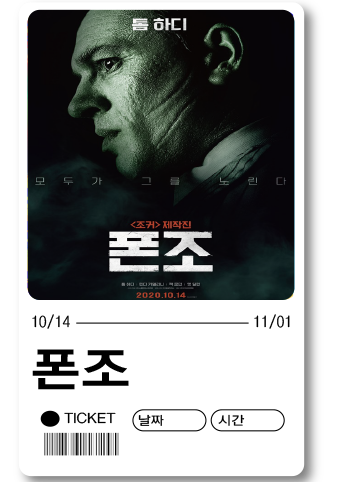 톰 하디
모두가 그를 노린다
<조커> 제작진
폰조
2020.10.14
10/14 11/01
폰조
TICKET 날짜 시간